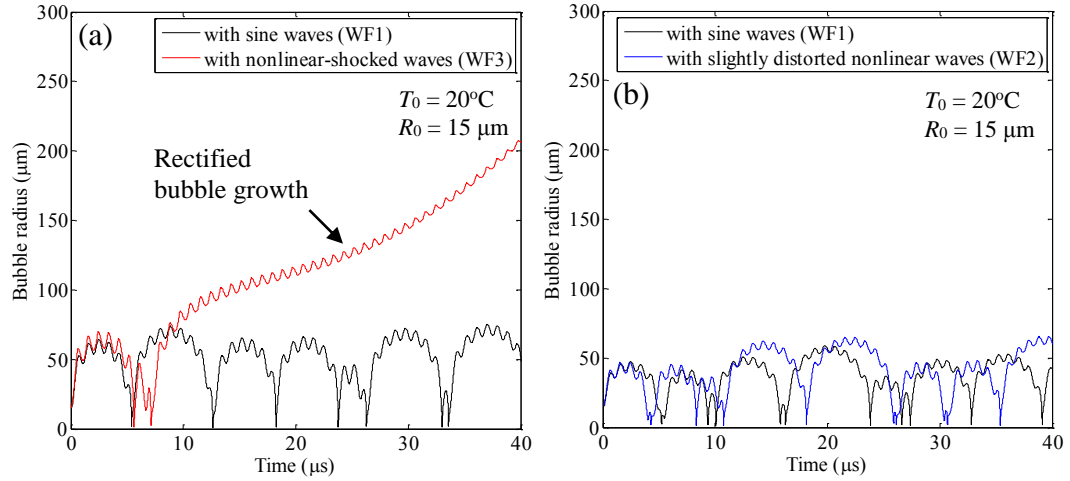 (a)
with sine waves (WF1)
with nonlinear-shocked waves (WF3)
T0 = 20oC
R0 = 15 μm
Rectified
bubble growth
Bubble radius (μm)
300
250
200
150
100
50
0
0 10 20 30 40
Time (μs)
(b)
with sine waves (WF1)
with slightly distorted nonlinear waves (WF2)
T0 = 20oC
R0 = 15 μm
Bubble radius (μm)
300
250
200
150
100
50
0
0 10 20 30 40
Time (μs)